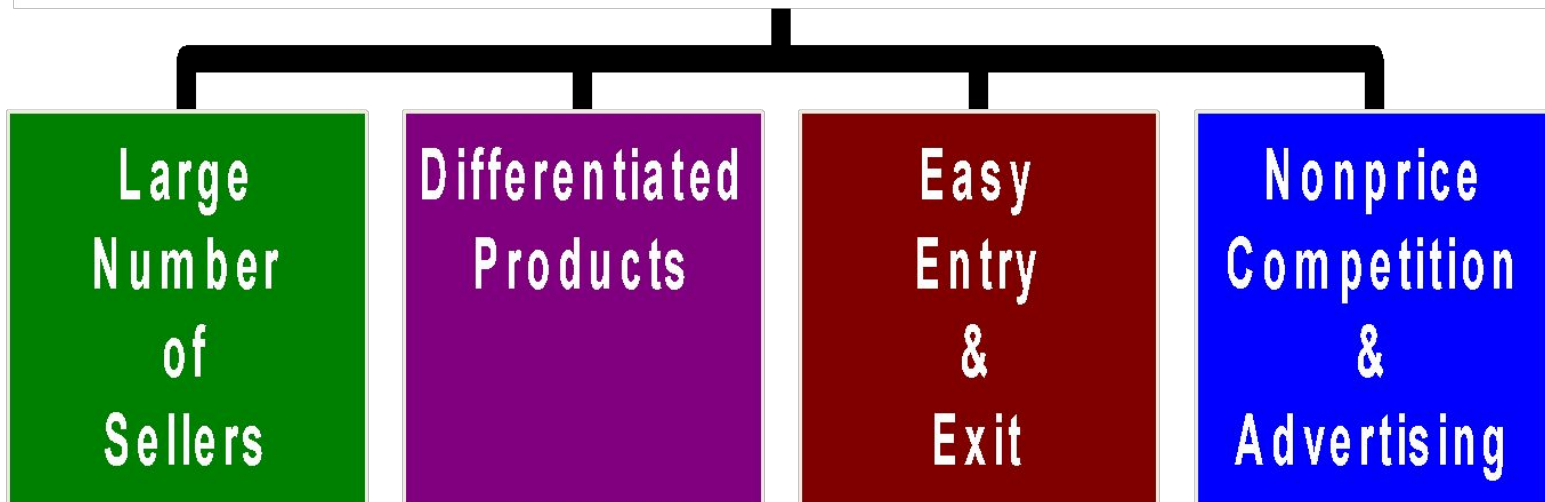 Large
Number
of
Sellers
Differentiated
Products
Easy
Entry
&
Exit
Nonprice
Competition
&
Advertising